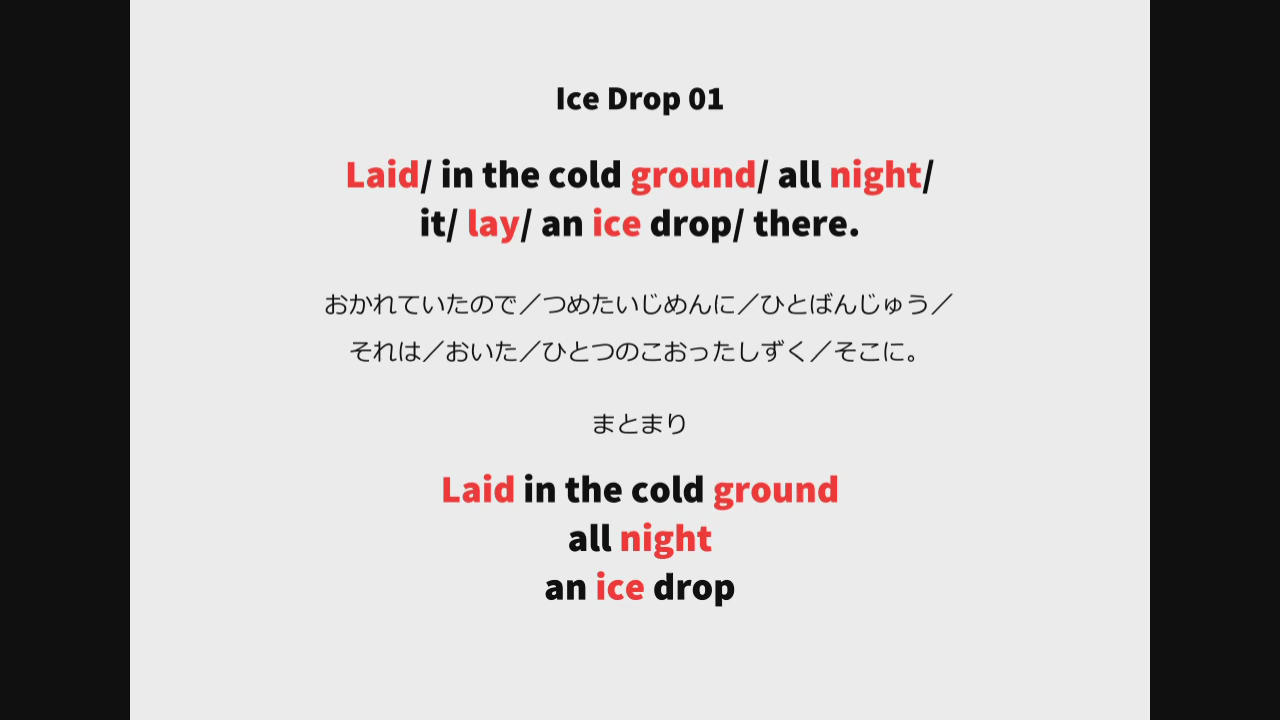 Ice Drop 01
Laid/ in the cold ground/ all night/
it/ lay/ an ice drop/ there.
おかれていたので／つめたいじめんに／ひとばんじゅう／
それは／おいた／ひとつのこおったしずく／そこに。
まとまり
Laid in the cold ground
all night
an ice drop